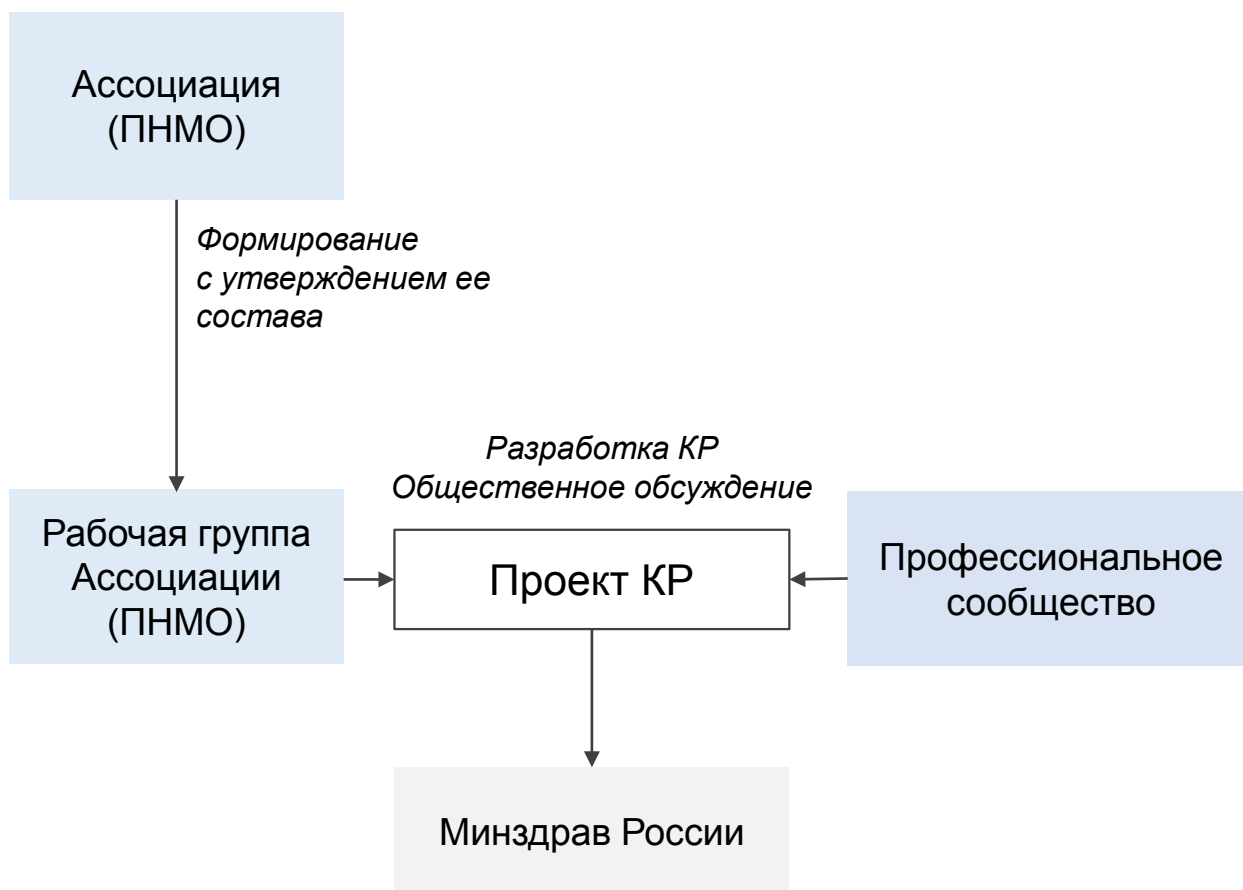 Ассоциация
(ПНМО)
Формирование
с утверждением ее
состава
Разработка КР
Общественное обсуждение
Рабочая группа
Ассоциации
(ПНМО)
Проект КР
Профессиональное
сообщество
Минздрав России